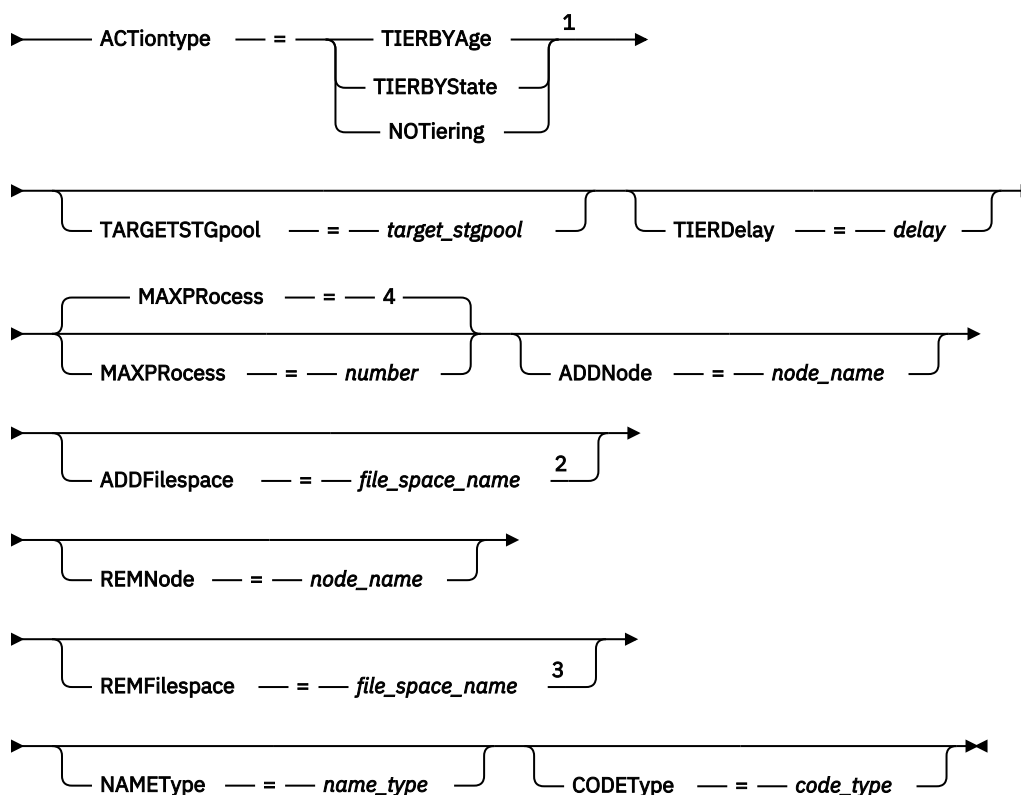 ACTiontype = TIERBYAge 1
TIERBYState
NOTiering
TARGETSTGpool = target_stgpool TIERDelay = delay
MAXPRocess = 4
MAXPRocess = number ADDNode = node_name
ADDFilespace = file_space_name 2
REMNode = node_name
REMFilespace = file_space_name 3
NAMEType = name_type CODEType = code_type